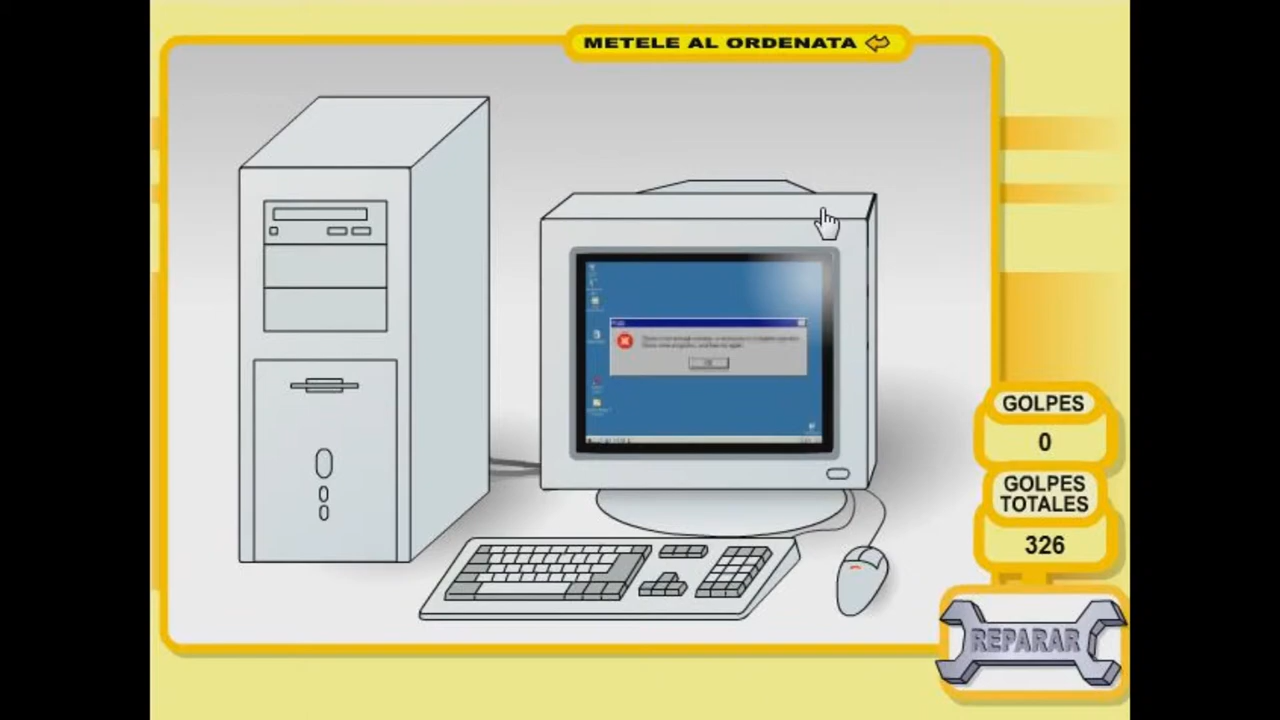 METELE AL ORDENATA
GOLPES
0
GOLPES
TOTALES
326
REPARAR